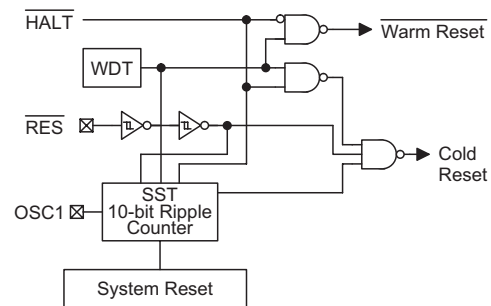 HALT
Warm Reset
WDT
RES
Cold
Reset
SST
10-bit Ripple
Counter
OSC1
System Reset